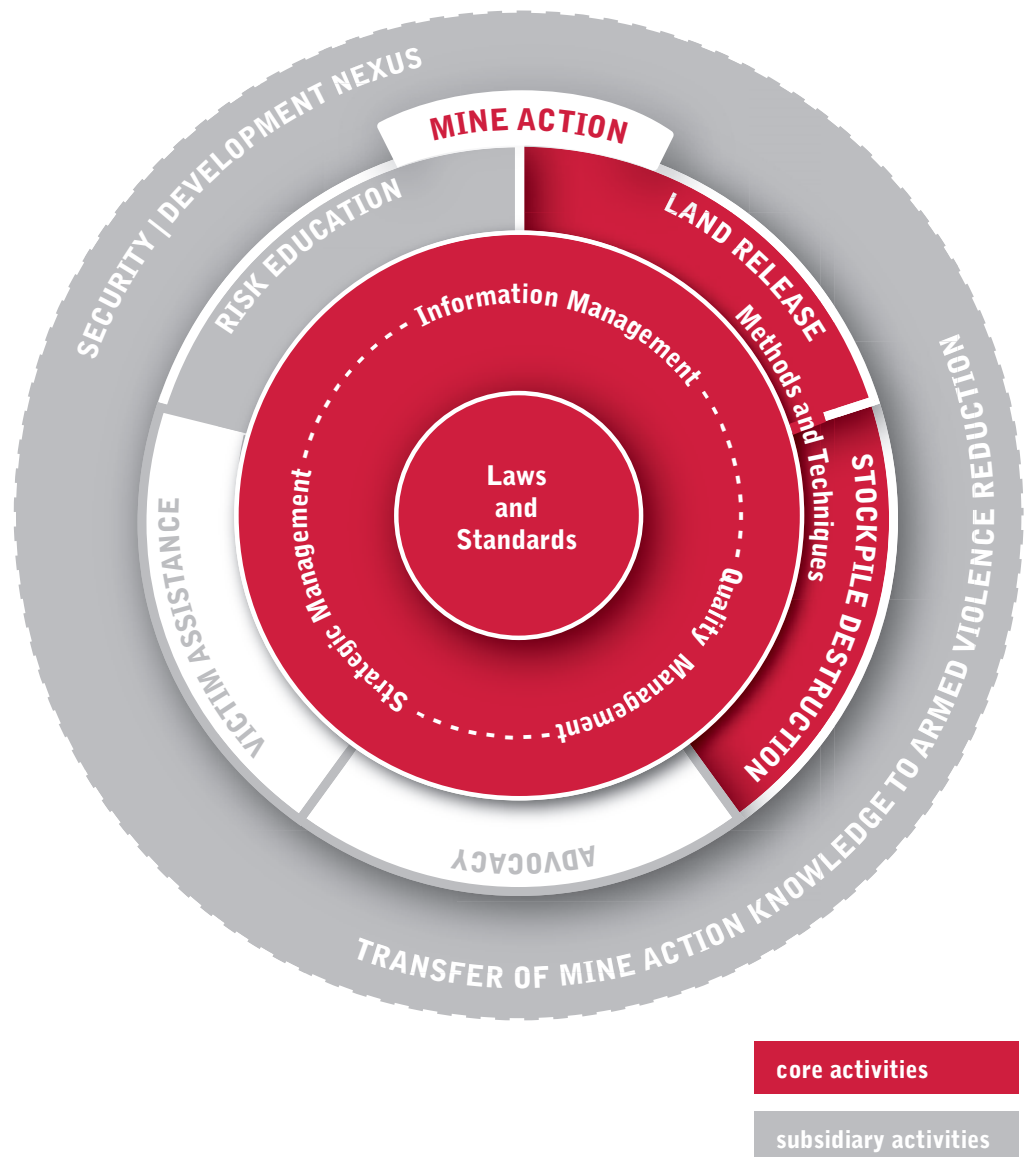 SECURITY | DEVELOPMENT NEXUS
MINE ACTION
RISK EDUCATION
LAND RELEASE
Methods and Techniques
STOCKPILE DESTRUCTION
Information Management
Quality Management
Strategic Management
Laws
and
Standards
VICTIM ASSISTANCE
ADVOCACY
TRANSFER OF MINE ACTION KNOWLEDGE TO ARMED VIOLENCE REDUCTION
core activities
subsidiary activities